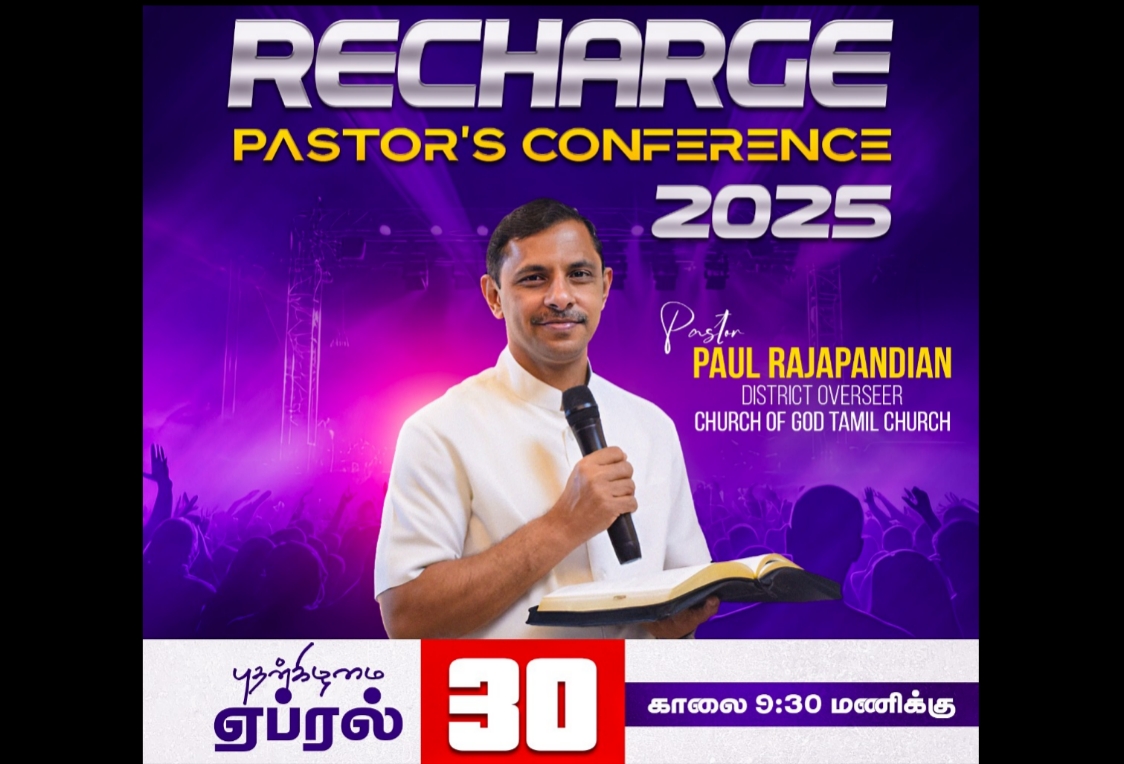 RECHARGE
PASTOR'S CONFERENCE
2025
Pastor
PAUL RAJAPANDIAN
DISTRICT OVERSEER
CHURCH OF GOD TAMIL CHURCH
புதன்கிழமை
ஏப்ரல்
30
காலை 9:30 மணிக்கு